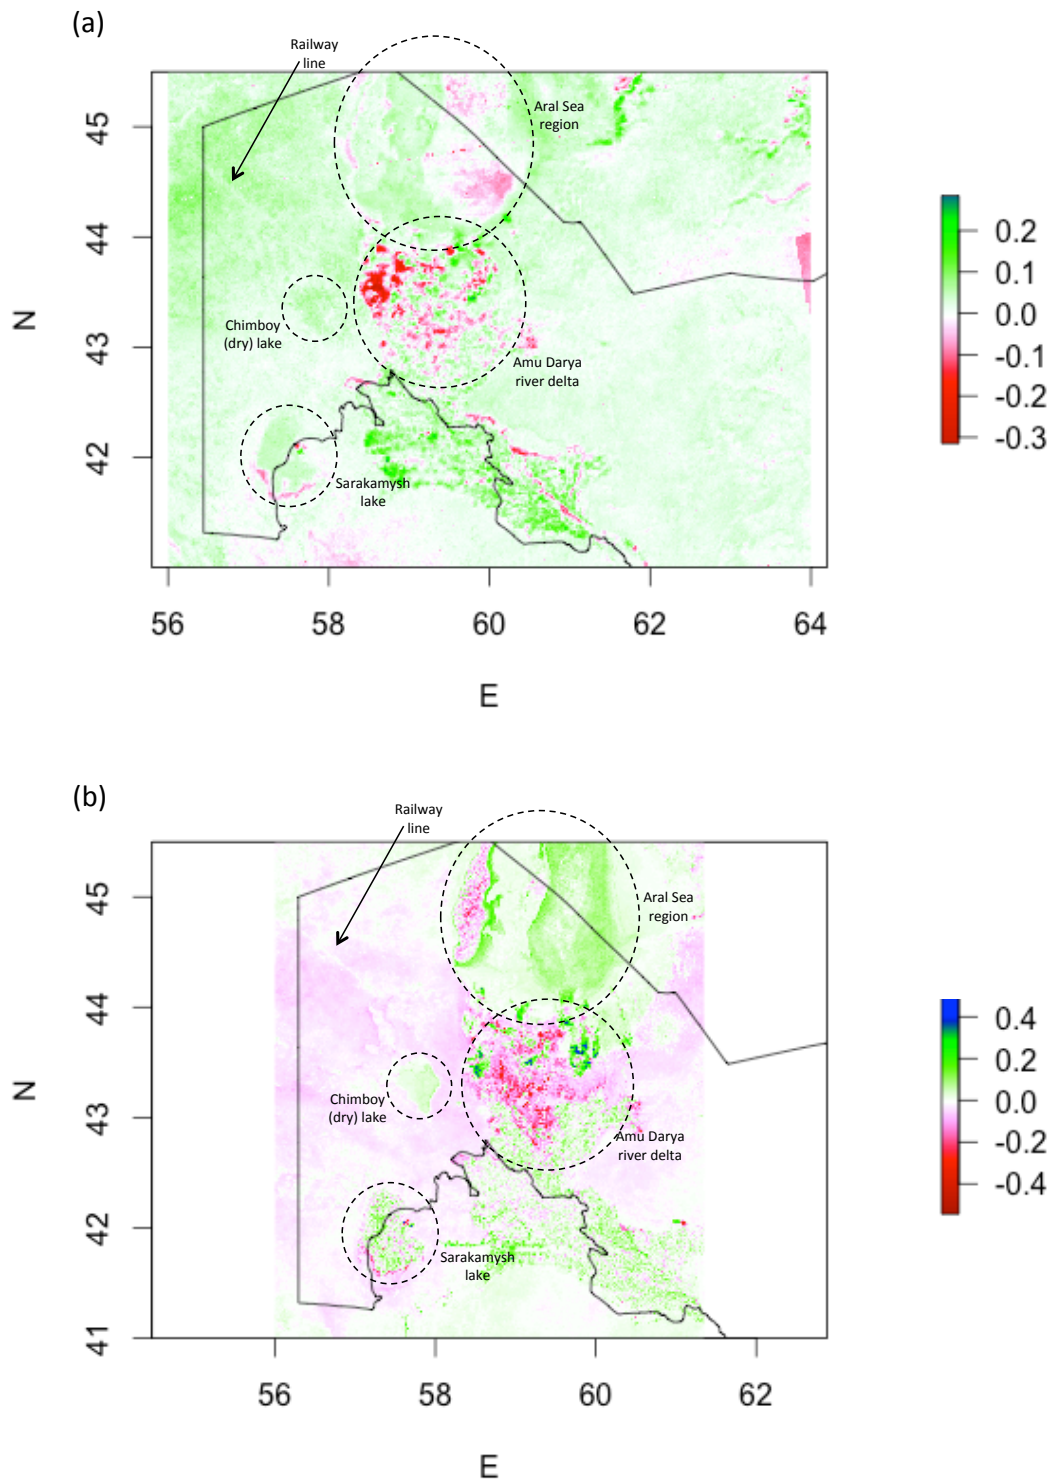 (a)
Railway
line
Aral Sea
region
45
44
43
42
N
Chimboy
(dry) lake
Amu Darya
river delta
Sarakamysh
lake
0.2
0.1
0.0
-0.1
-0.2
-0.3
56 58 60 62 64
E
(b)
Railway
line
Aral Sea
region
45
44
43
42
41
N
Chimboy
(dry) lake
Amu Darya
river delta
Sarakamysh
lake
0.4
0.2
0.0
-0.2
-0.4
56 58 60 62
E